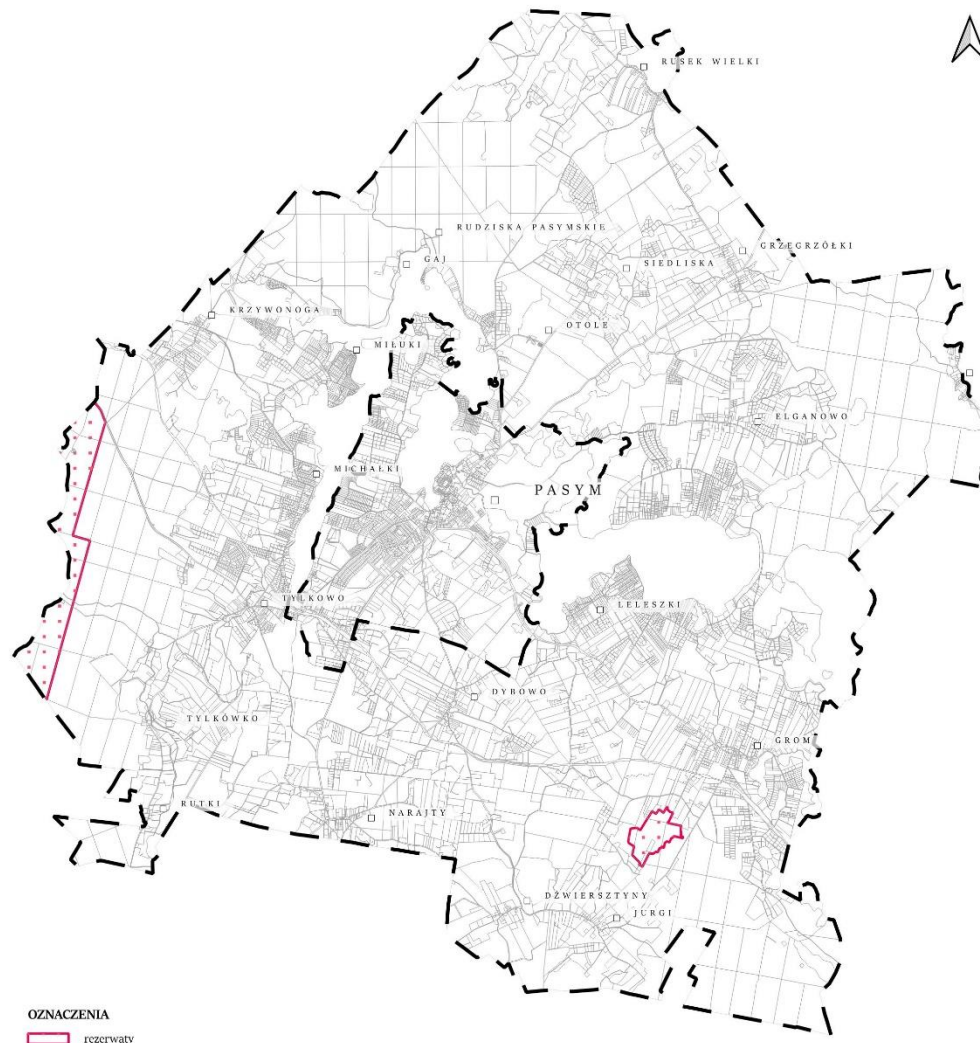 RUSEK WIELKI
RUDZISKA PASYMSKIE
GRZEGRZÓŁKI
GAJ
SIEDLISKA
KRZYWONOGA
OTOLE
MIŁUKI
ELGANOWO
MICHAŁKI
PASYM
TYLKOWO
LELESZKI
DYBOWO
TYLKÓWKO
GROM
RUTKI
NARAJTY
DŹWIERSZTYNY
JURGI
OZNACZENIA
rezerwaty